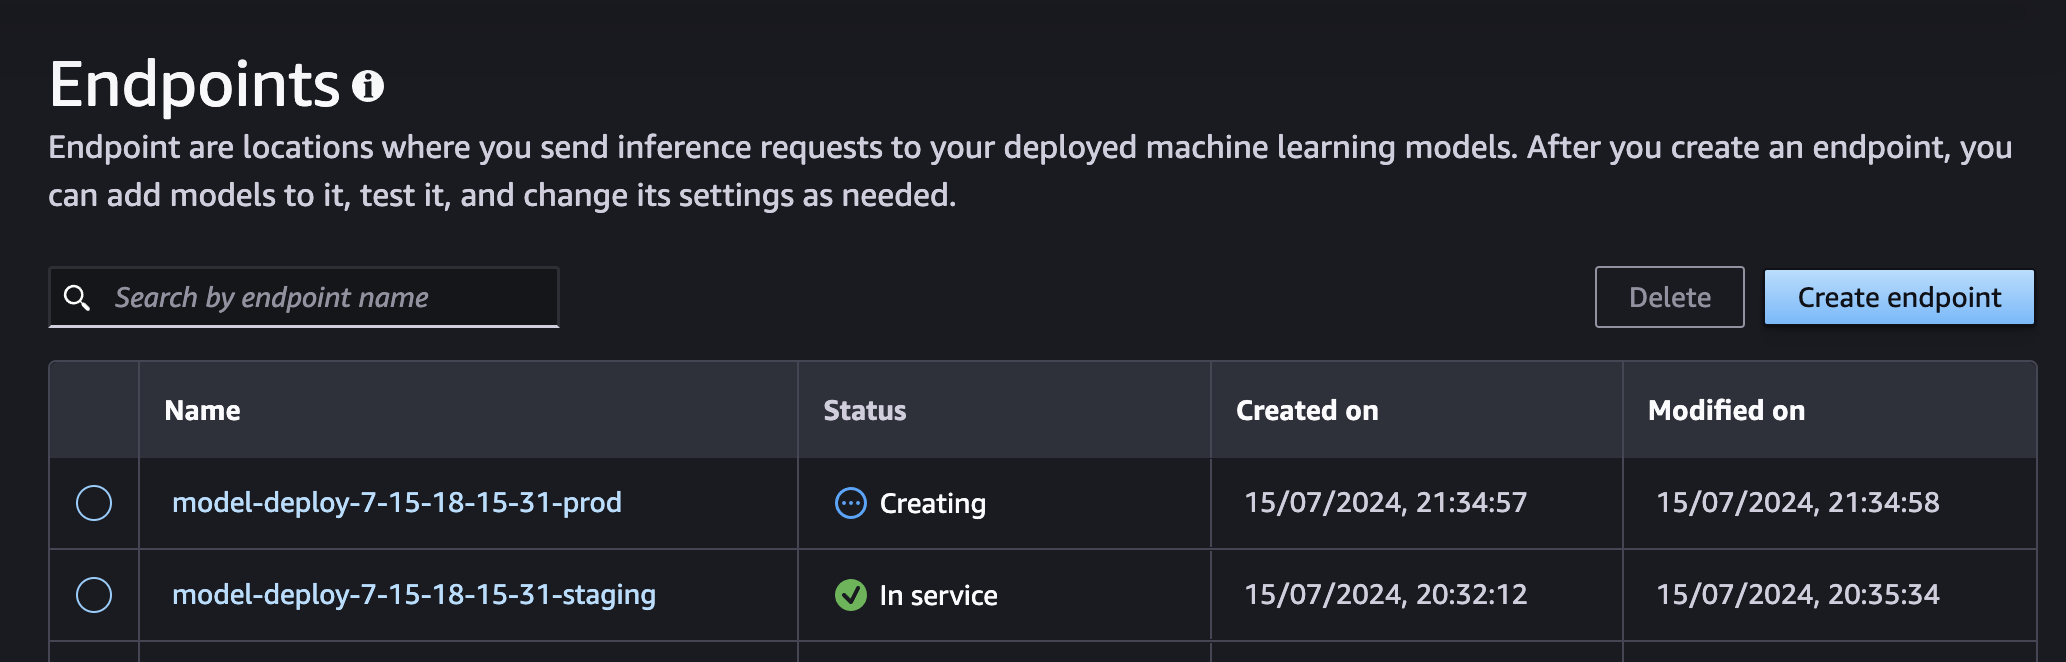 Endpoints
Endpoint are locations where you send inference requests to your deployed machine learning models. After you create an endpoint, you
can add models to it, test it, and change its settings as needed.
Search by endpoint name
Delete
Create endpoint
Name Status Created on Modified on
model-deploy-7-15-18-15-31-prod Creating 15/07/2024, 21:34:57 15/07/2024, 21:34:58
model-deploy-7-15-18-15-31-staging In service 15/07/2024, 20:32:12 15/07/2024, 20:35:34